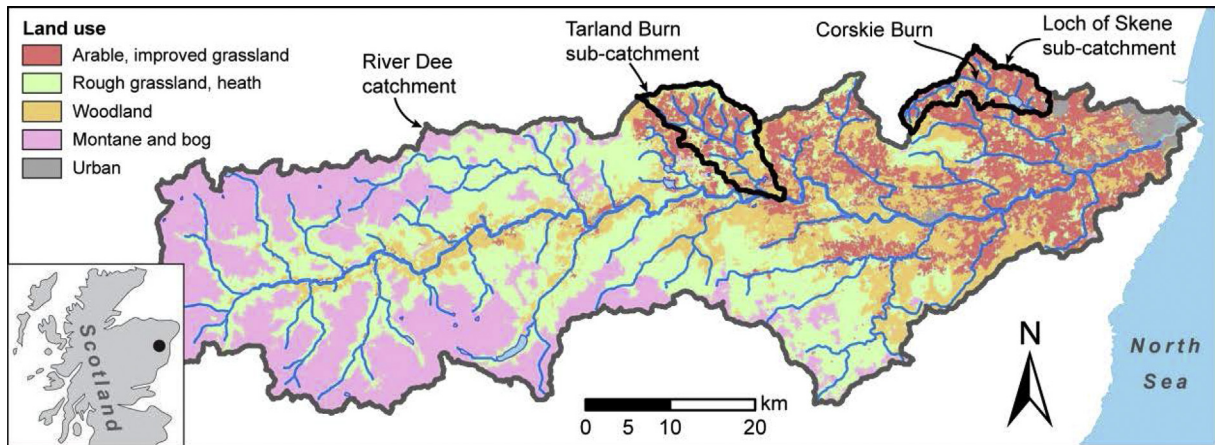 Land use
Arable, improved grassland
Rough grassland, heath
Woodland
Montane and bog
Urban
River Dee
catchment
Tarland Burn
sub-catchment
Corskie Burn
Loch of Skene
sub-catchment
Scotland
km
0 5 10 20
N
North
Sea